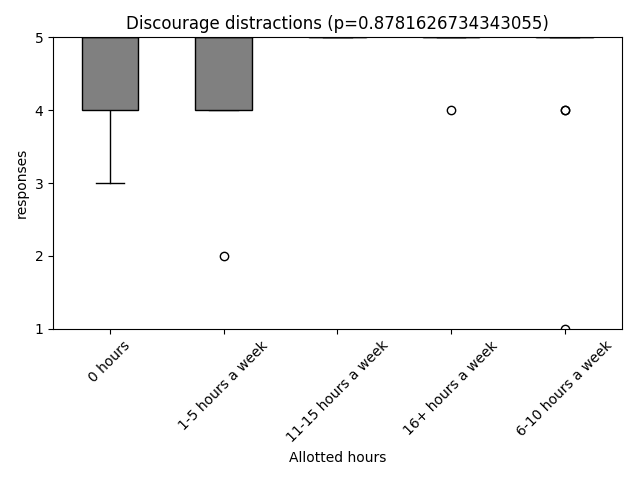 Discourage distractions (p=0.8781626734343055)
5
4
3
2
1
responses
0 hours
1-5 hours a week
11-15 hours a week
16+ hours a week
6-10 hours a week
Allotted hours